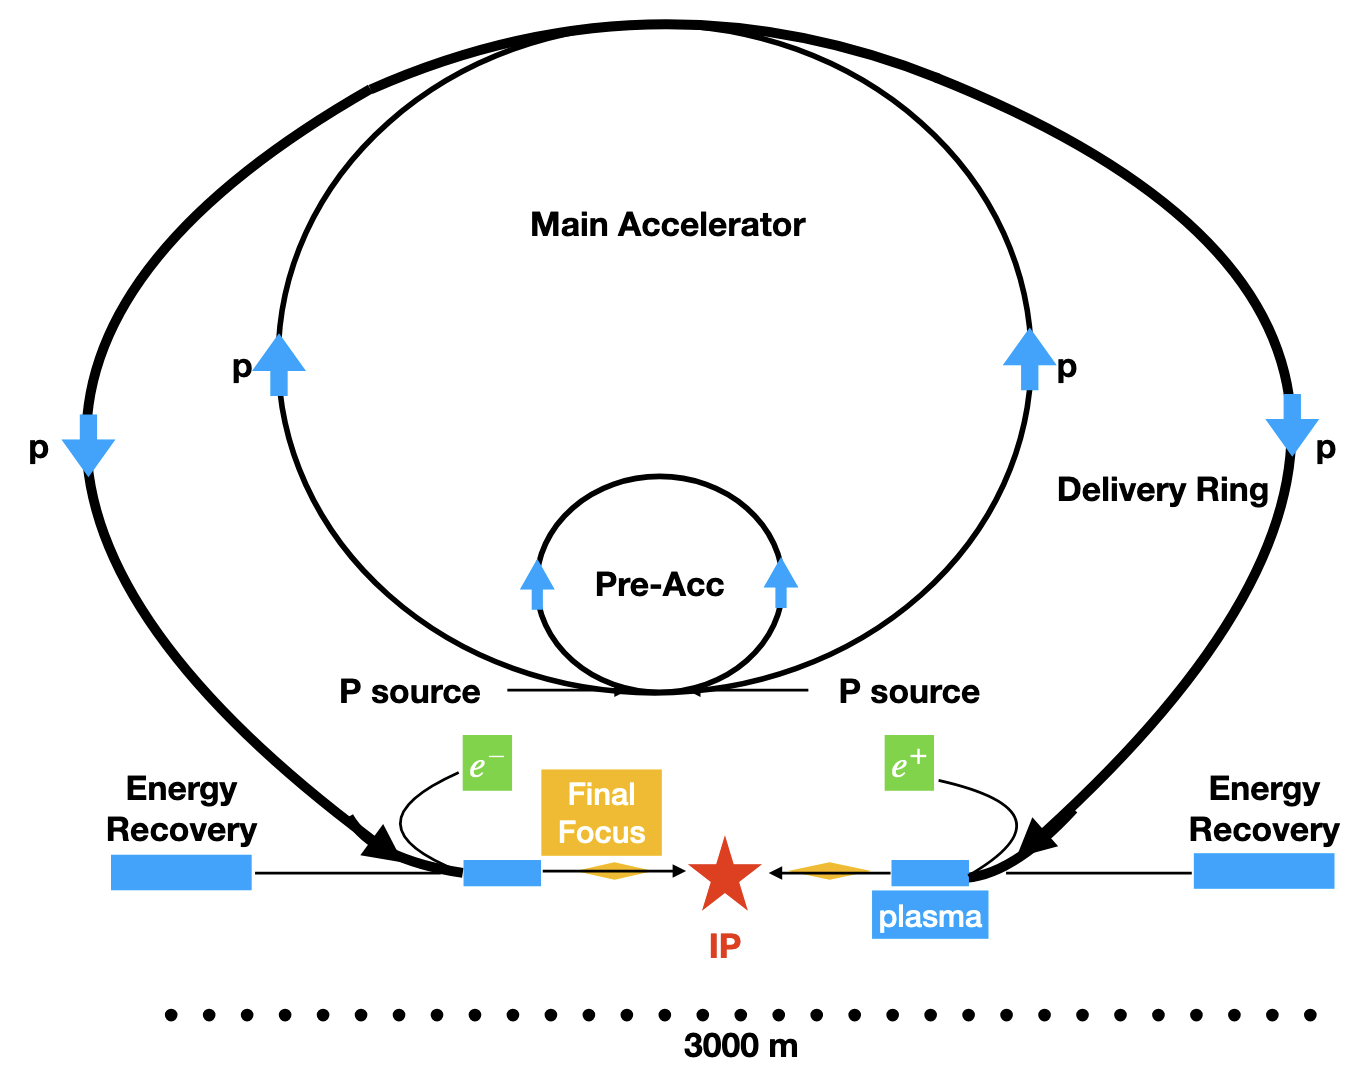 Main Accelerator
p
p
p
p
Delivery Ring
Pre-Acc
P source
P source
e⁻
e⁺
Energy
Recovery
Final
Focus
Energy
Recovery
plasma
IP
3000 m